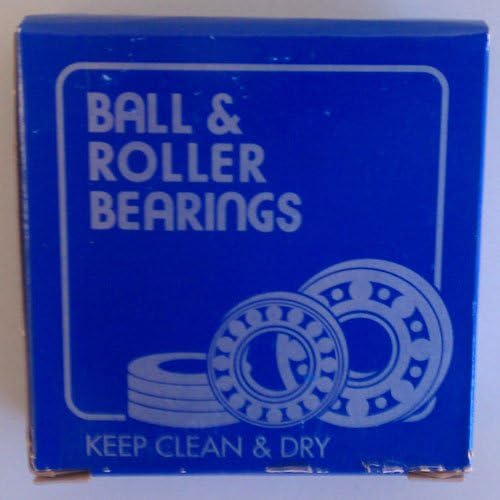 BALL &
ROLLER
BEARINGS
KEEP CLEAN & DRY